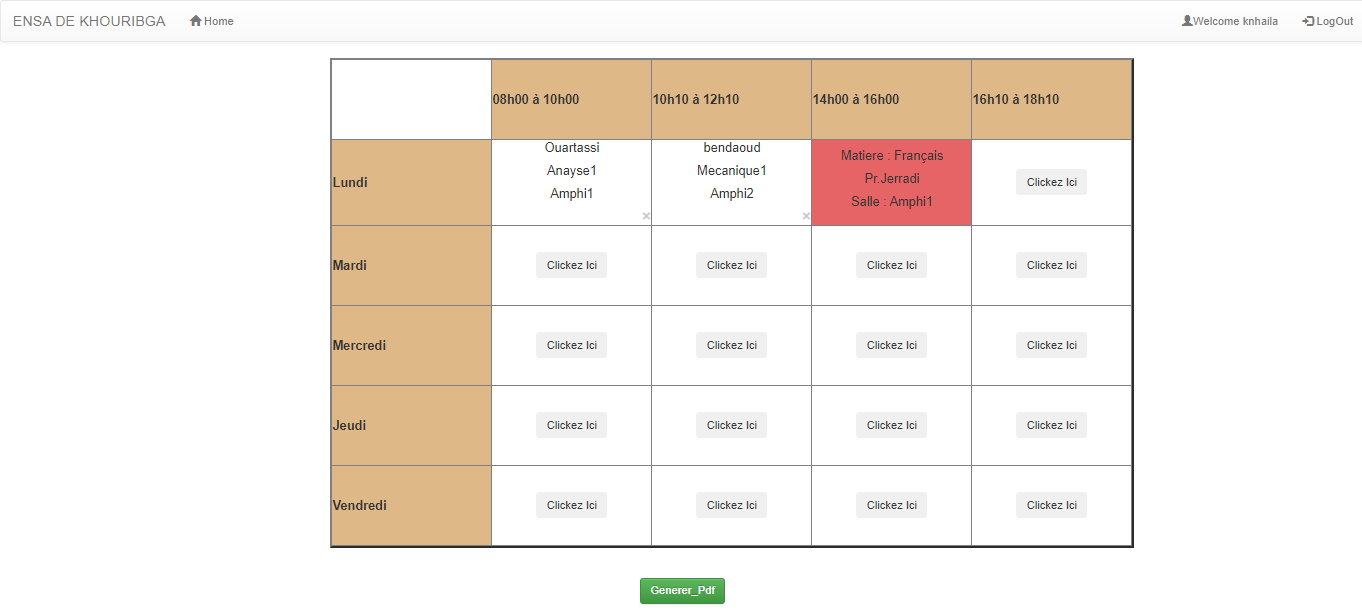 ENSA DE KHOURIBGA Home Welcome knhaila LogOut
08h00 à 10h00 10h10 à 12h10 14h00 à 16h00 16h10 à 18h10
Lundi
Ouartassi
Anayse1
Amphi1
×
bendaoud
Mecanique1
Amphi2
×
Matiere : Français
Pr.Jerradi
Salle : Amphi1
Clickez Ici
Mardi Clickez Ici Clickez Ici Clickez Ici Clickez Ici
Mercredi Clickez Ici Clickez Ici Clickez Ici Clickez Ici
Jeudi Clickez Ici Clickez Ici Clickez Ici Clickez Ici
Vendredi Clickez Ici Clickez Ici Clickez Ici Clickez Ici
Generer_Pdf